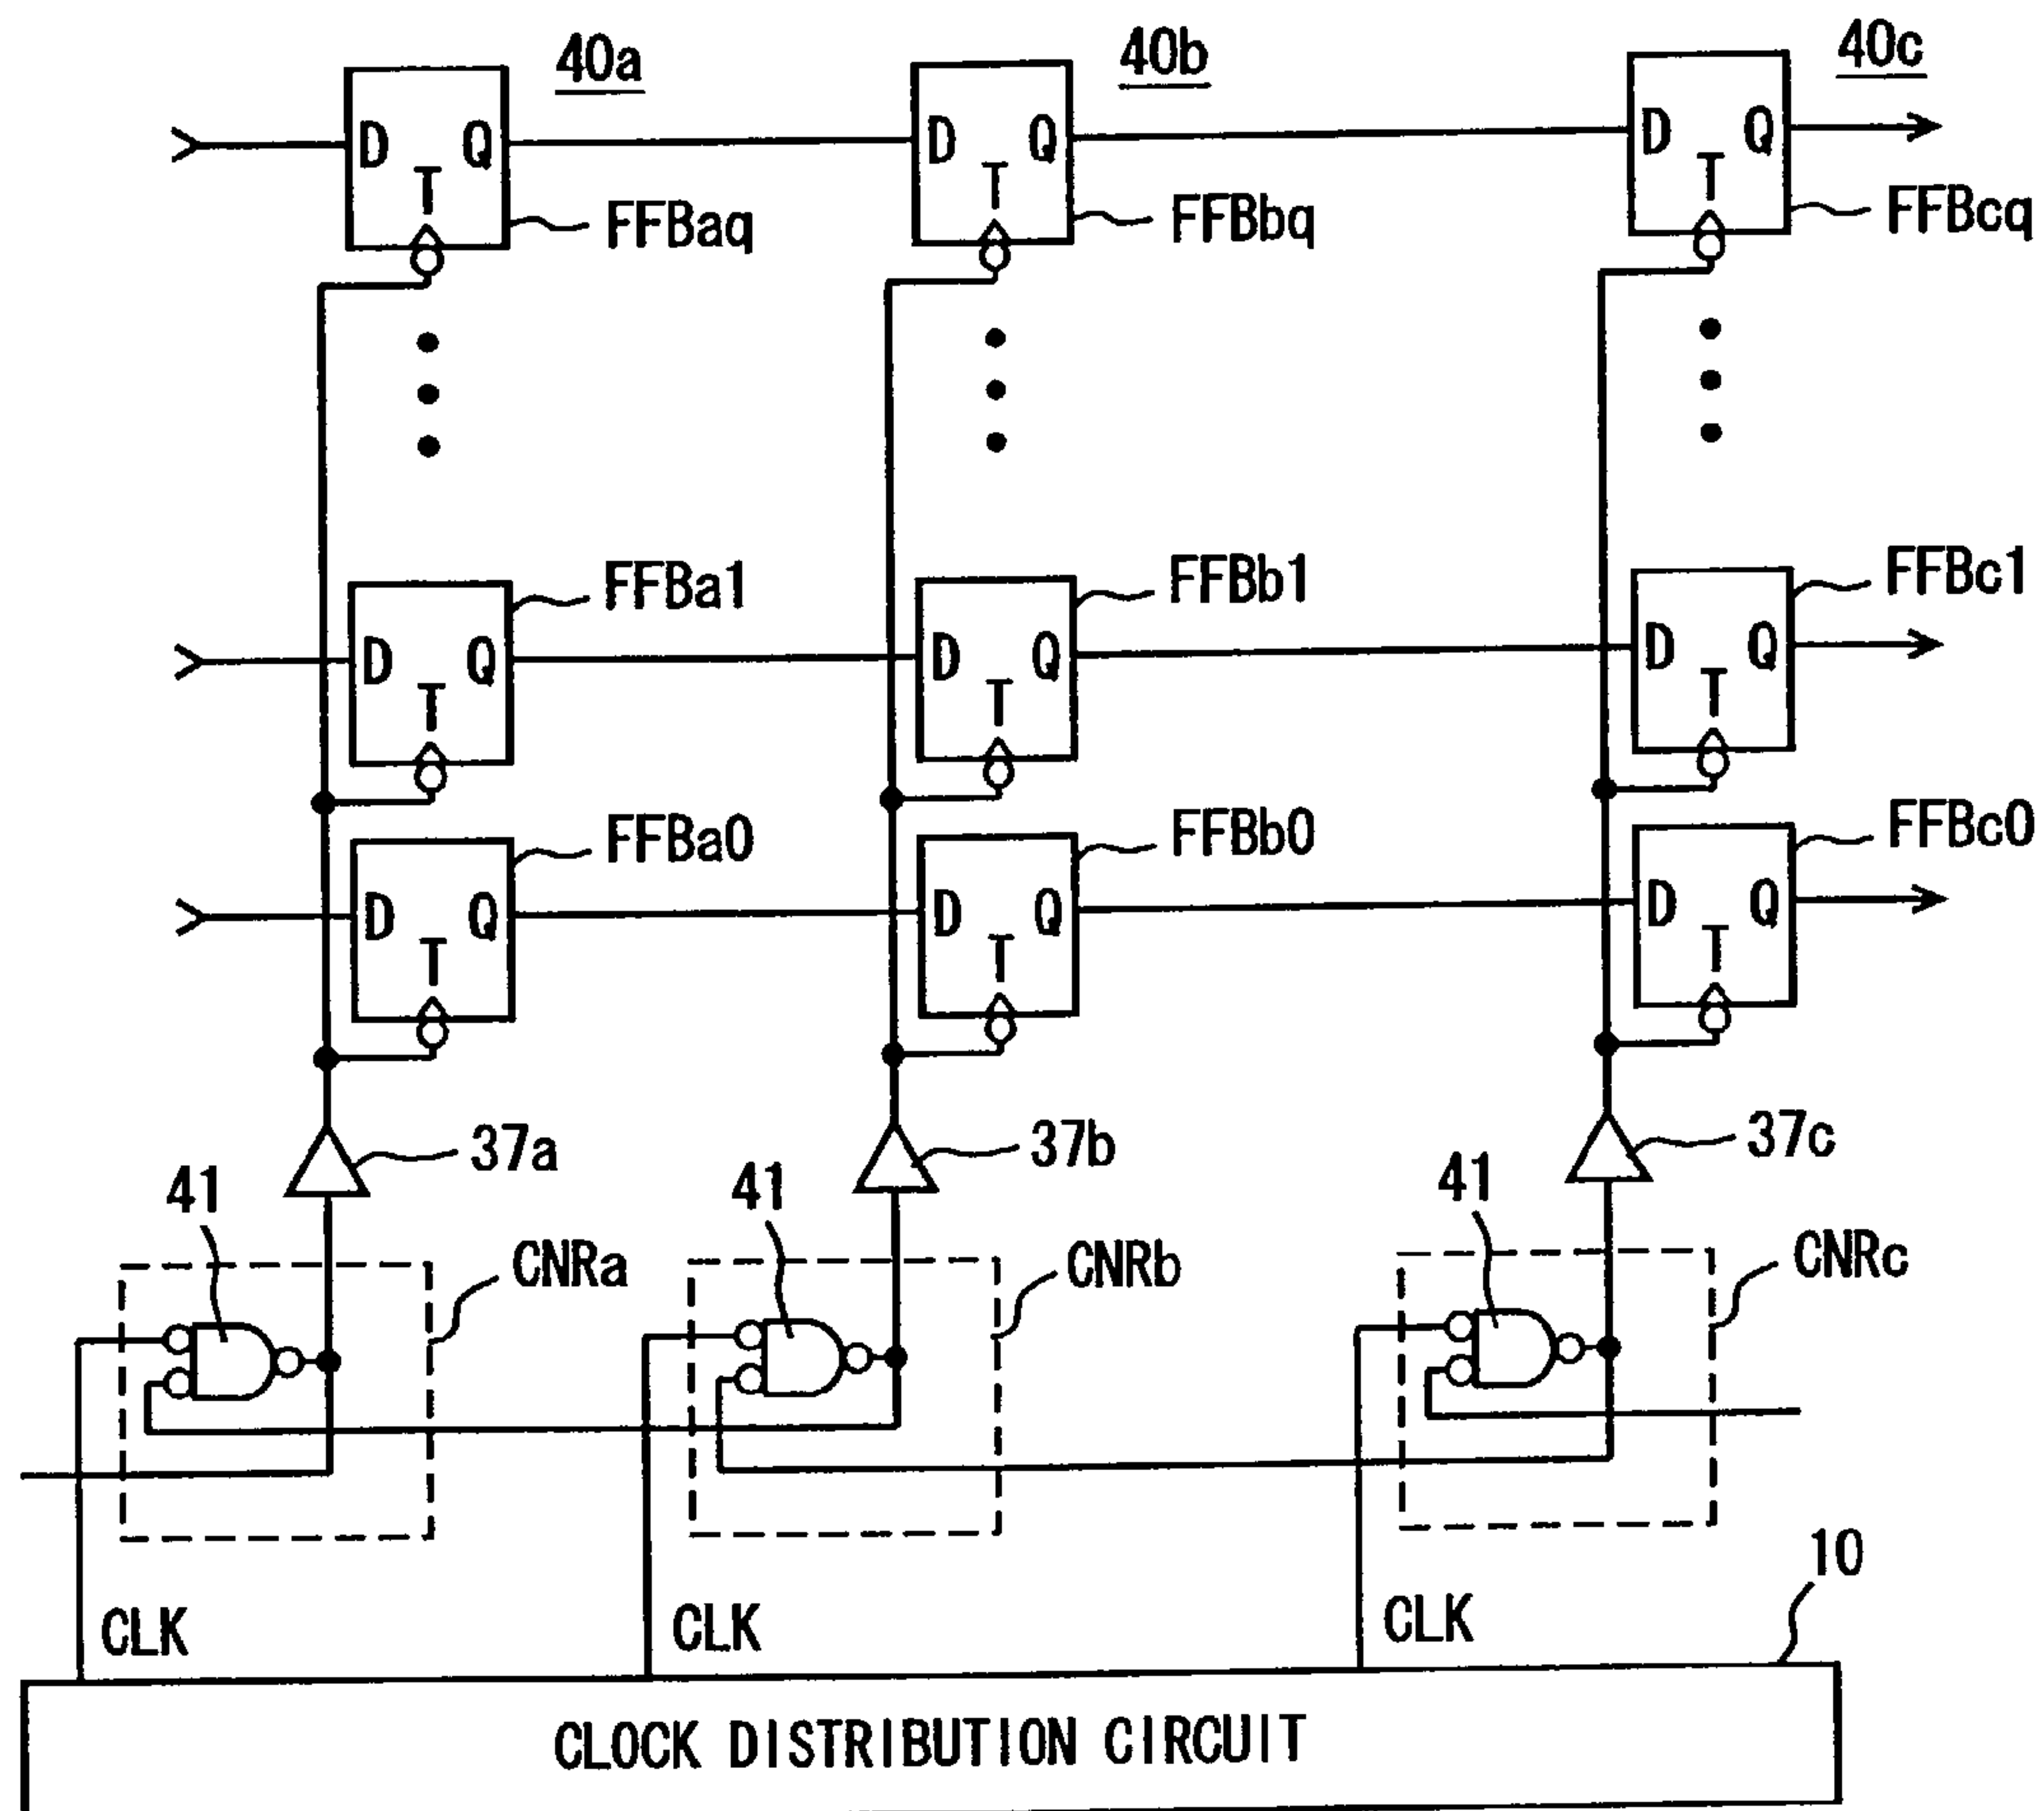 40a 40b 40c
D Q D Q D Q
T T T
FFBaq FFBbq FFBcq
FFBa1 FFBb1 FFBc1
D Q D Q D Q
T T T
FFBa0 FFBb0 FFBc0
D Q D Q D Q
T T T
37a 37b 37c
41 41 41
CNRa CNRb CNRc
10
CLK CLK CLK
CLOCK DISTRIBUTION CIRCUIT